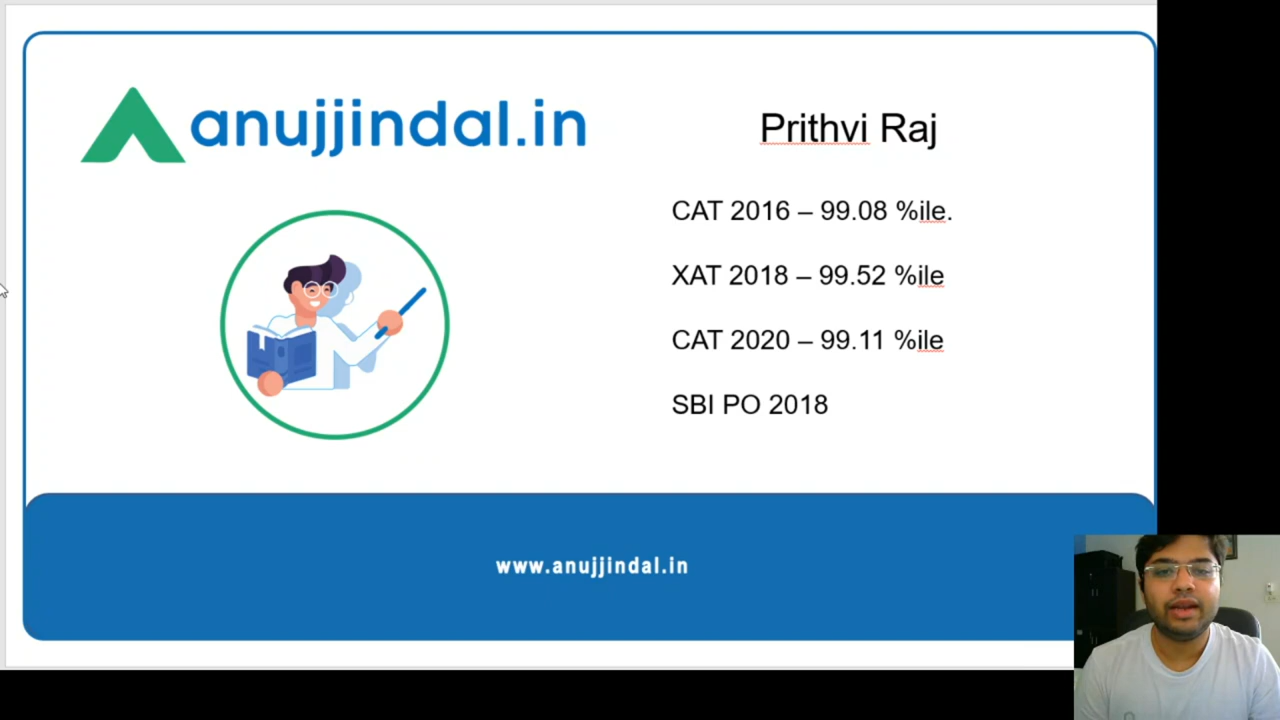 anujjindal.in
Prithvi Raj
CAT 2016 – 99.08 %ile.
XAT 2018 – 99.52 %ile
CAT 2020 – 99.11 %ile
SBI PO 2018
www.anujjindal.in